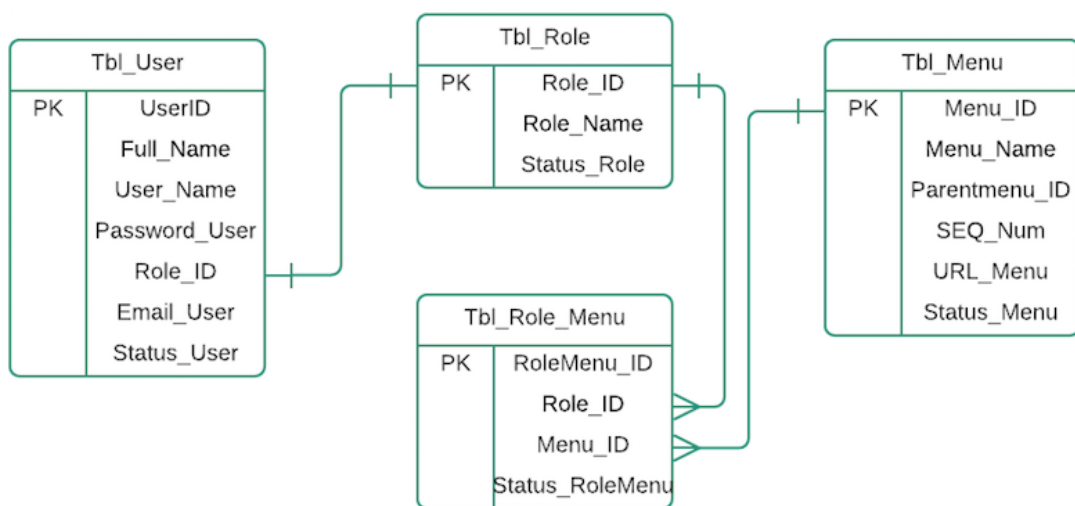 Tbl_User
PK UserID
Full_Name
User_Name
Password_User
Role_ID
Email_User
Status_User
Tbl_Role
PK Role_ID
Role_Name
Status_Role
Tbl_Role_Menu
PK RoleMenu_ID
Role_ID
Menu_ID
Status_RoleMenu
Tbl_Menu
PK Menu_ID
Menu_Name
Parentmenu_ID
SEQ_Num
URL_Menu
Status_Menu